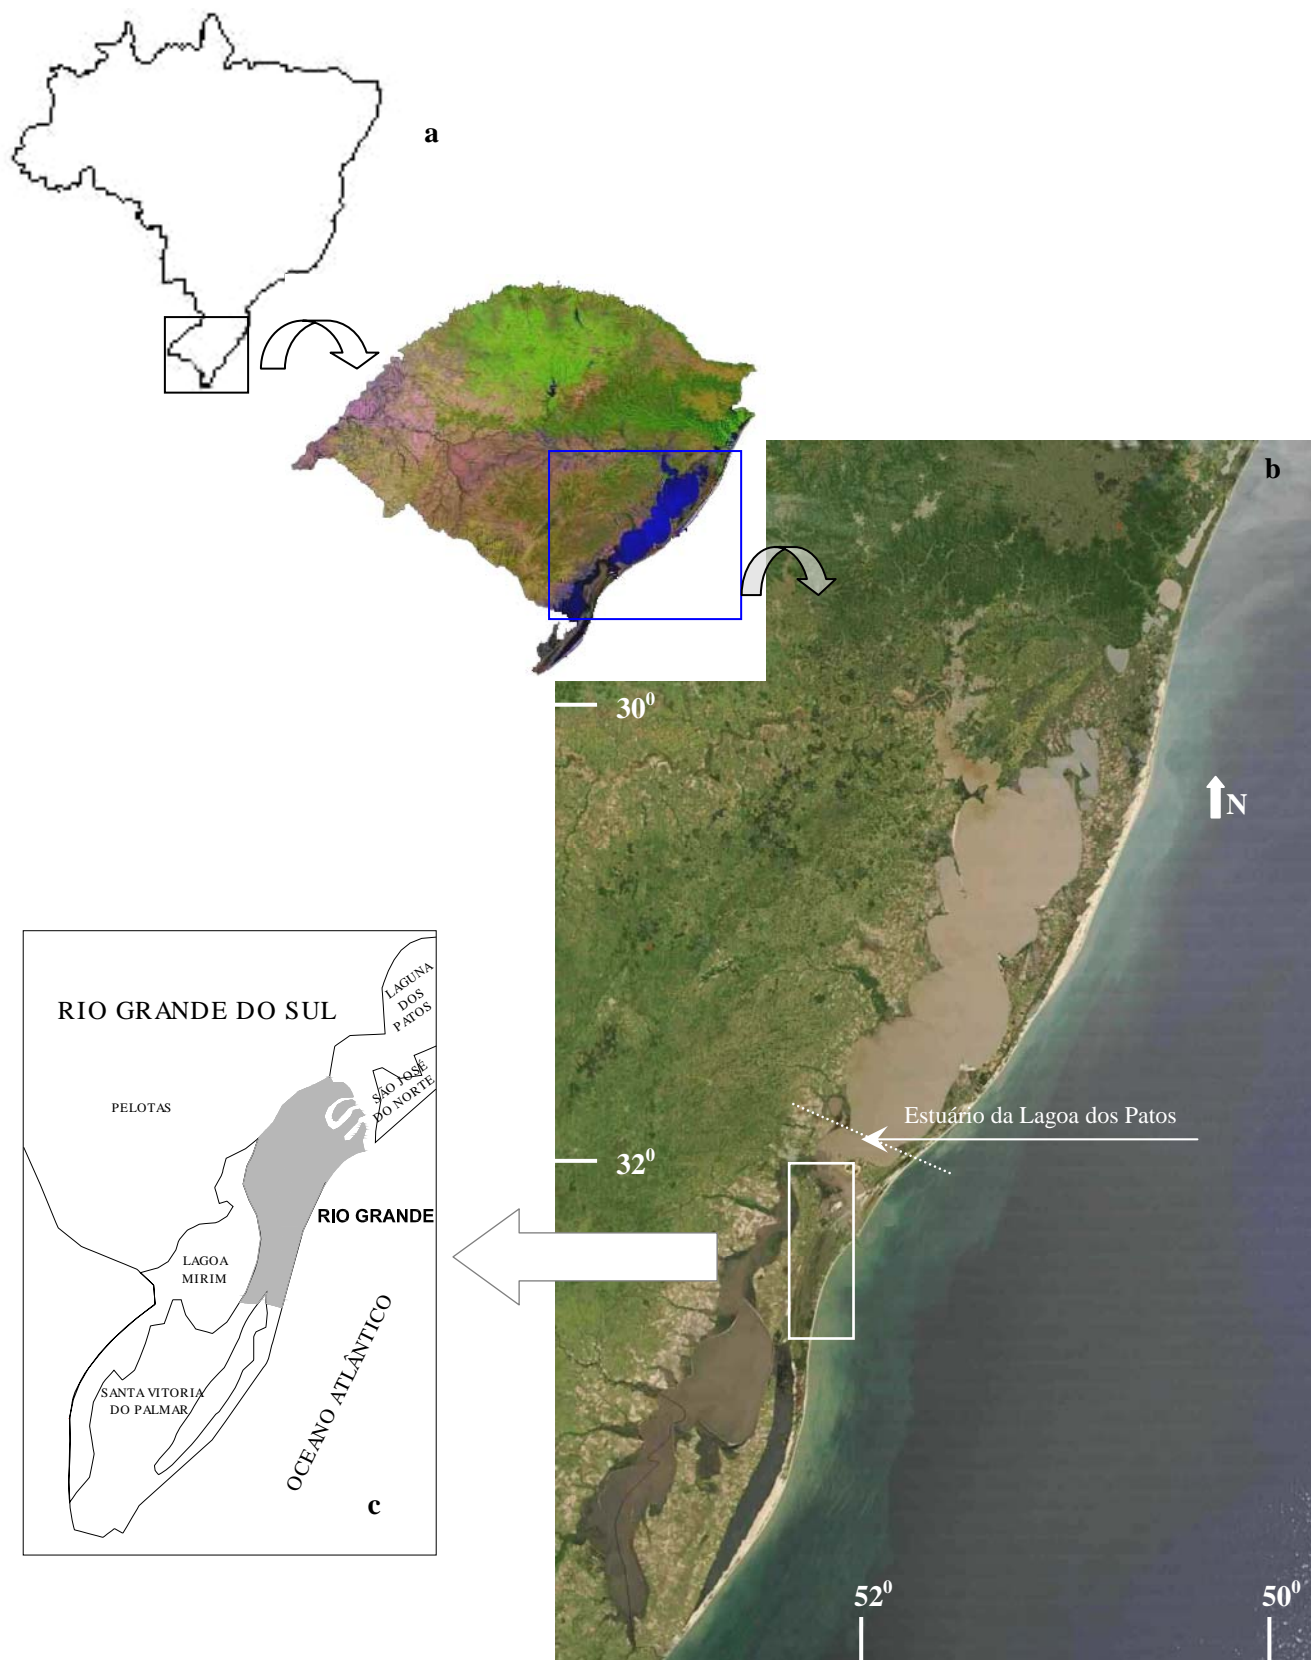 a
b
30⁰
N
Estuário da Lagoa dos Patos
32⁰
52⁰
50⁰
RIO GRANDE DO SUL
LAGUNA
DOS
PATOS
SÃO JOSÉ
DO NORTE
PELOTAS
RIO GRANDE
LAGOA
MIRIM
OCEANO ATLÂNTICO
SANTA VITORIA
DO PALMAR
c